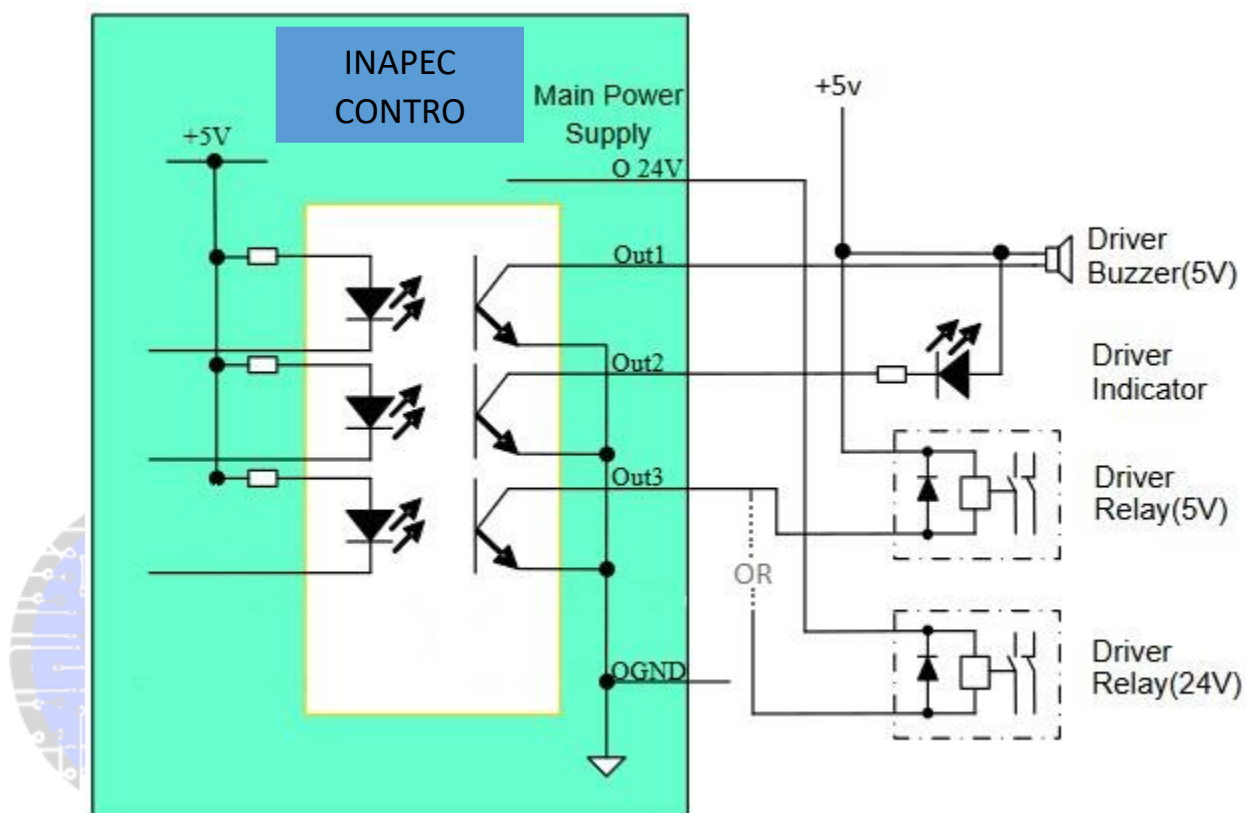 INAPEC
CONTRO
Main Power
Supply
+5V
O 24V
+5v
Out1
Driver
Buzzer(5V)
Out2
Driver
Indicator
Out3
Driver
Relay(5V)
OR
Driver
Relay(24V)
OGND